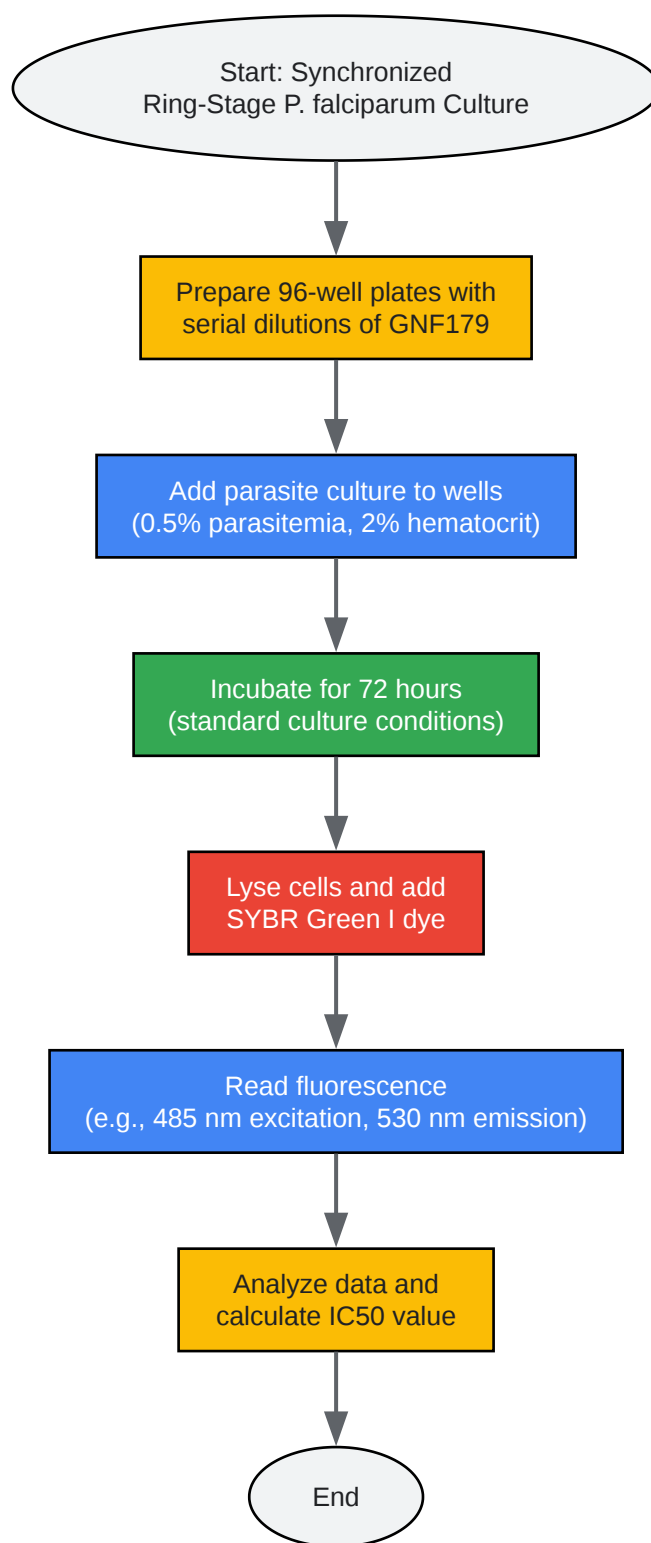 Start: Synchronized
Ring-Stage P. falciparum Culture
Prepare 96-well plates with
serial dilutions of GNF179
Add parasite culture to wells
(0.5% parasitemia, 2% hematocrit)
Incubate for 72 hours
(standard culture conditions)
Lyse cells and add
SYBR Green I dye
Read fluorescence
(e.g., 485 nm excitation, 530 nm emission)
Analyze data and
calculate IC50 value
End